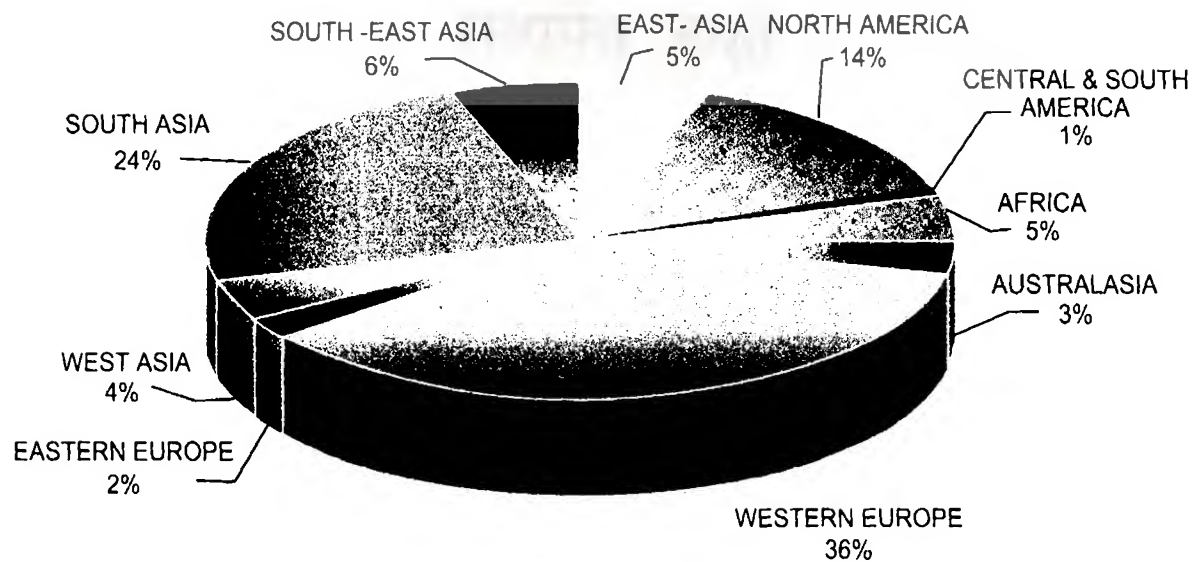 SOUTH -EAST ASIA
6%
EAST- ASIA
5%
NORTH AMERICA
14%
CENTRAL & SOUTH
AMERICA
1%
SOUTH ASIA
24%
AFRICA
5%
AUSTRALASIA
3%
WEST ASIA
4%
EASTERN EUROPE
2%
WESTERN EUROPE
36%